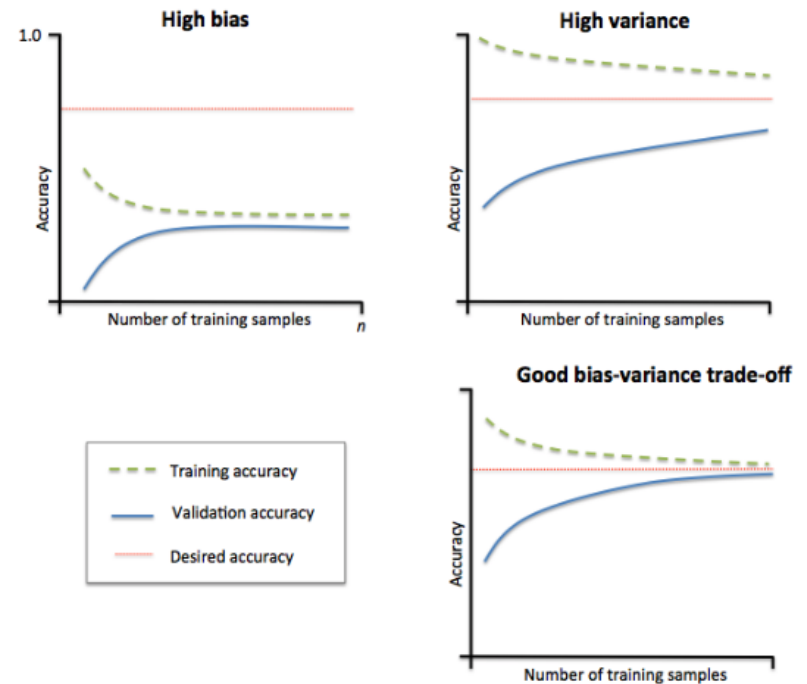 High bias
High variance
1.0
Accuracy
Accuracy
Number of training samples
n
Number of training samples
Good bias-variance trade-off
Training accuracy
Validation accuracy
Desired accuracy
Accuracy
Number of training samples